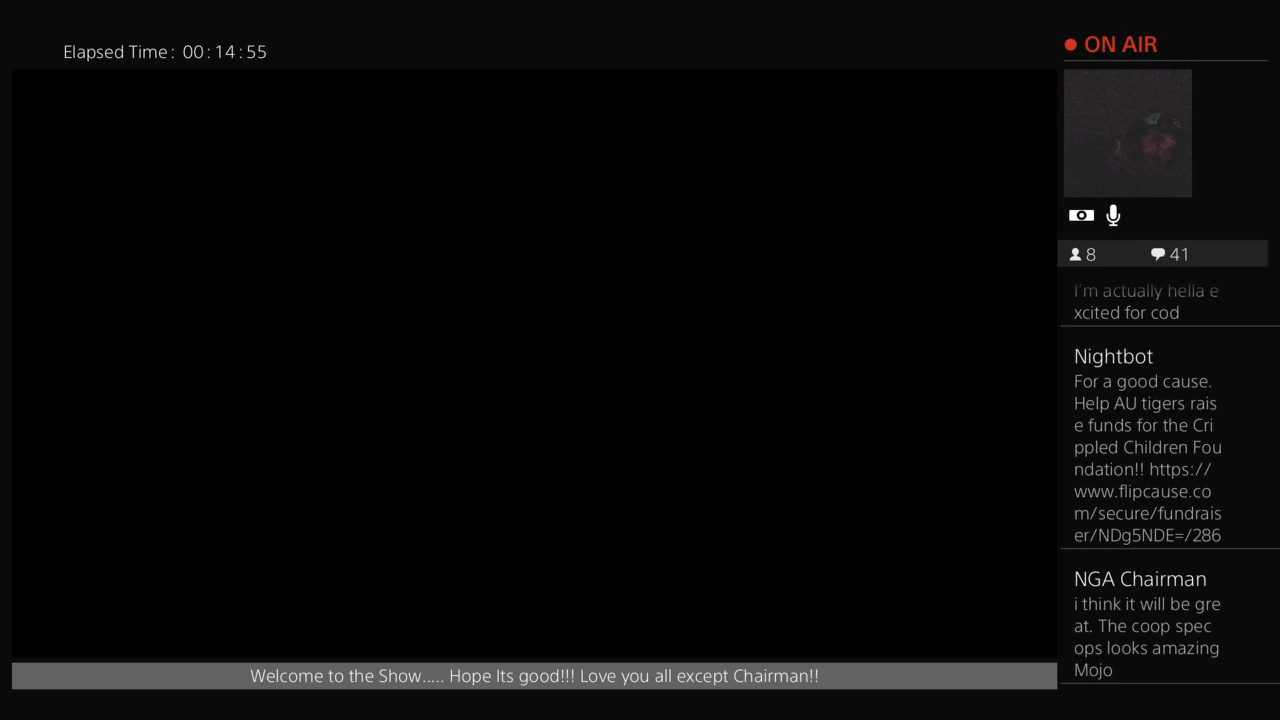 Elapsed Time: 00:14:55
ON AIR
8 41
I'm actually hella e
xcited for cod
Nightbot
For a good cause.
Help AU tigers rais
e funds for the Cri
ppled Children Fou
ndation!! https://
www.flipcause.co
m/secure/fundrais
er/NDg5NDE=/286
NGA Chairman
i think it will be gre
at. The coop spec
ops looks amazing
Mojo
Welcome to the Show..... Hope Its good!!! Love you all except Chairman!!